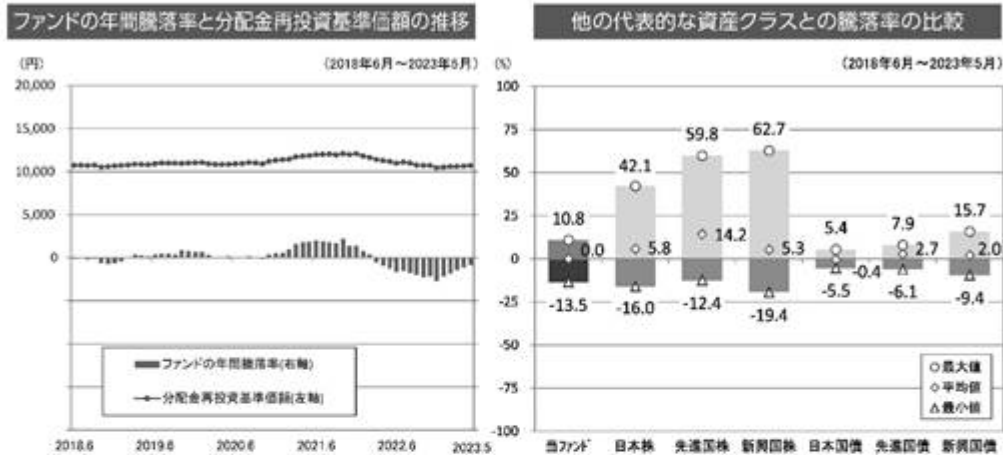 ファンドの年間騰落率と分配金再投資基準価額の推移
(円)
(2018年6月～2023年5月)
20,000
15,000
10,000
5,000
0
ファンドの年間騰落率(右軸)
分配金再投資基準価額(左軸)
2018.6 2019.6 2020.6 2021.6 2022.6 2023.5
他の代表的な資産クラスとの騰落率の比較
(%)
(2018年6月～2023年5月)
100
75
50
25
0
-25
-50
-75
-100
10.8 42.1 59.8 62.7 5.4 7.9 15.7
0.0 5.8 14.2 5.3 -0.4 2.7 2.0
-13.5 -16.0 -12.4 -19.4 -5.5 -6.1 -9.4
最大値
平均値
最小値
当ファンド 日本株 先進国株 新興国株 日本国債 先進国債 新興国債